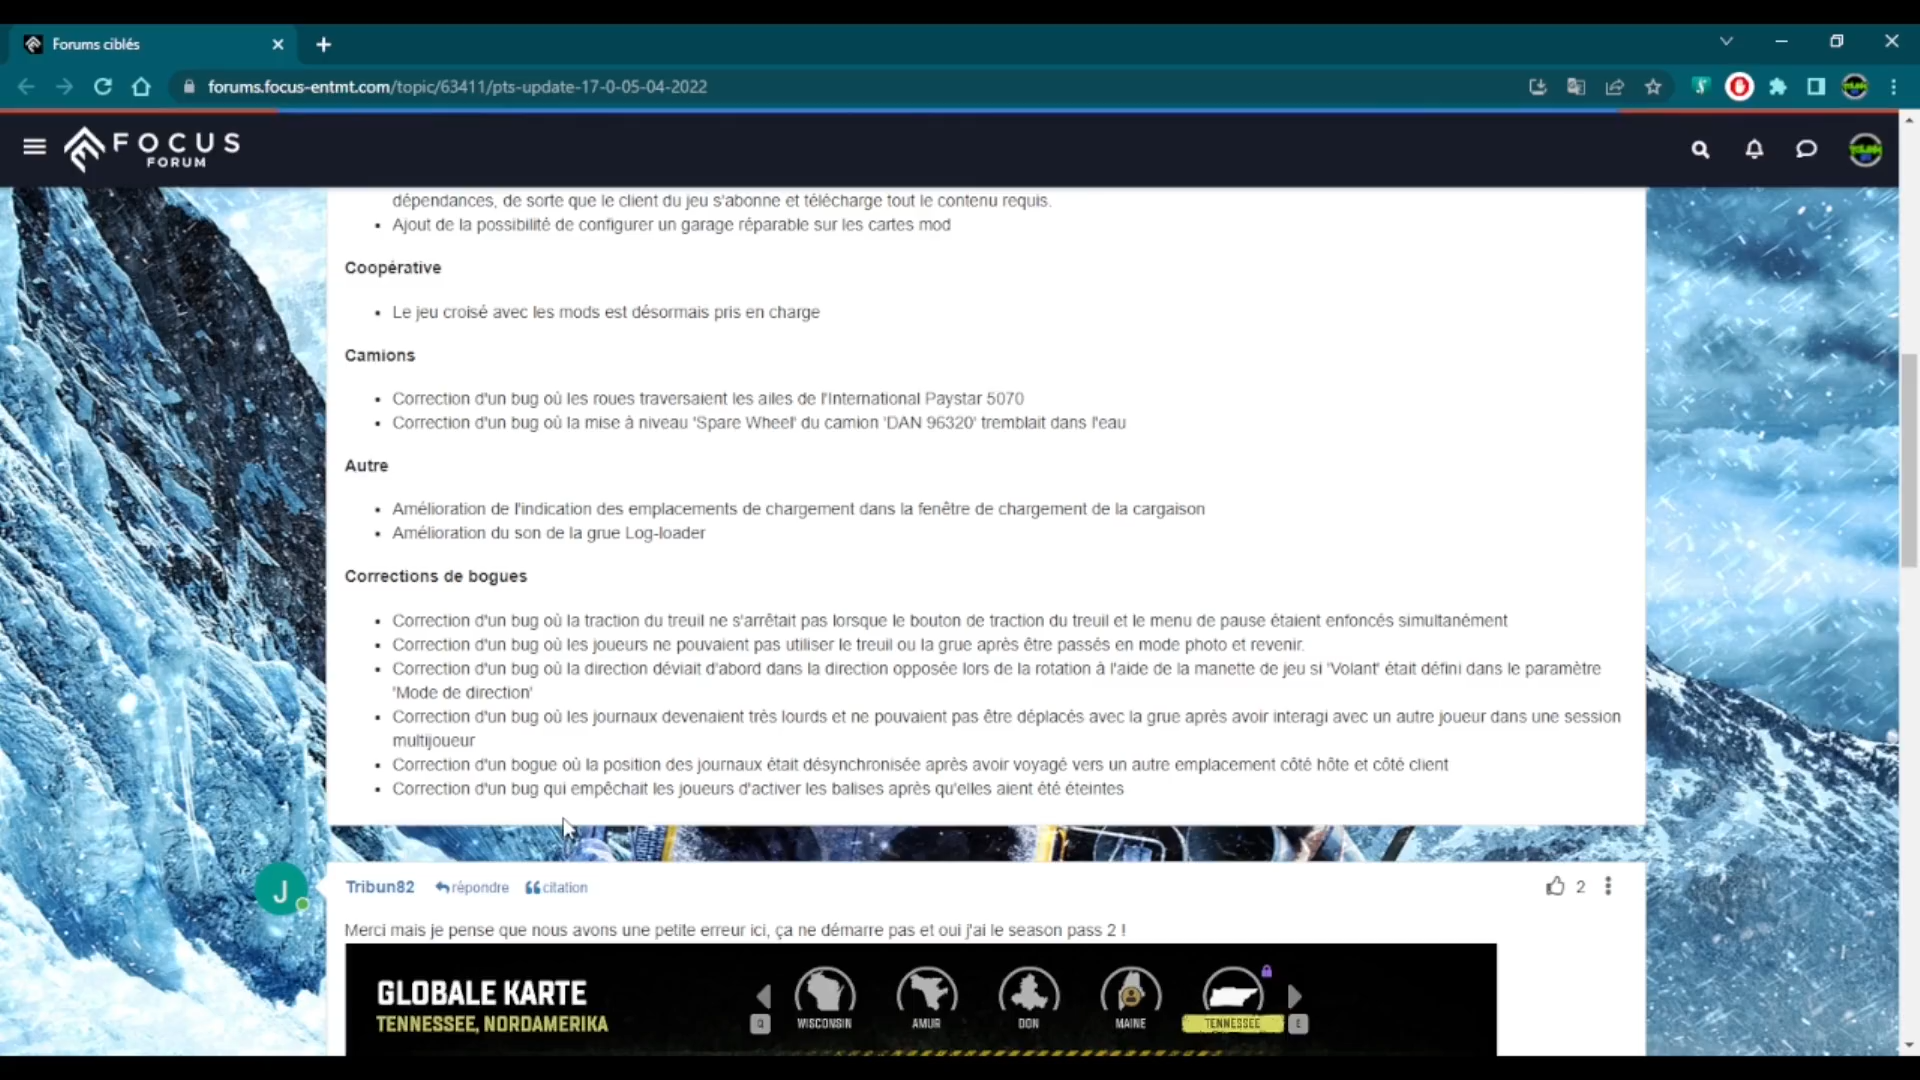 Forums ciblés
forums.focus-entmt.com/topic/63411/pts-update-17-0-05-04-2022
FOCUS
FORUM
dépendances, de sorte que le client du jeu s'abonne et télécharge tout le contenu requis.
• Ajout de la possibilité de configurer un garage réparable sur les cartes mod
Coopérative
• Le jeu croisé avec les mods est désormais pris en charge
Camions
• Correction d'un bug où les roues traversaient les ailes de l'International Paystar 5070
• Correction d'un bug où la mise à niveau 'Spare Wheel' du camion 'DAN 96320' tremblait dans l'eau
Autre
• Amélioration de l'indication des emplacements de chargement dans la fenêtre de chargement de la cargaison
• Amélioration du son de la grue Log-loader
Corrections de bogues
• Correction d'un bug où la traction du treuil ne s'arrêtait pas lorsque le bouton de traction du treuil et le menu de pause étaient enfoncés simultanément
• Correction d'un bug où les joueurs ne pouvaient pas utiliser le treuil ou la grue après être passés en mode photo et revenir.
• Correction d'un bug où la direction déviait d'abord dans la direction opposée lors de la rotation à l'aide de la manette de jeu si 'Volant' était défini dans le paramètre
'Mode de direction'
• Correction d'un bug où les journaux devenaient très lourds et ne pouvaient pas être déplacés avec la grue après avoir interagi avec un autre joueur dans une session
multijoueur
• Correction d'un bogue où la position des journaux était désynchronisée après avoir voyagé vers un autre emplacement côté hôte et côté client
• Correction d'un bug qui empêchait les joueurs d'activer les balises après qu'elles aient été éteintes
J
Tribun82 répondre citation 2
Merci mais je pense que nous avons une petite erreur ici, ça ne démarre pas et oui j'ai le season pass 2 !
GLOBALE KARTE
TENNESSEE, NORDAMERIKA
Q WISCONSIN AMUR DON MAINE TENNESSEE E